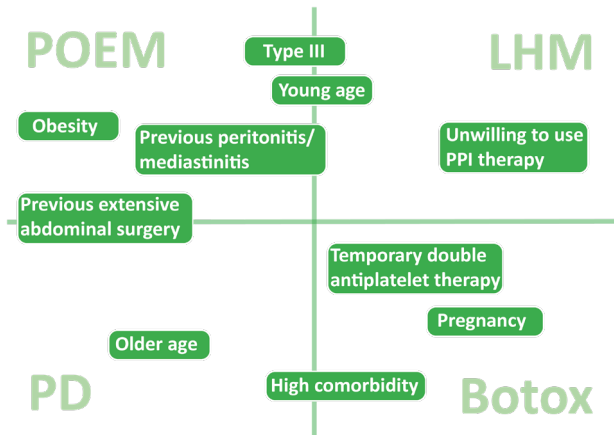 POEM
LHM
Type III
Young age
Obesity
Previous peritonitis/
mediastinitis
Unwilling to use
PPI therapy
Previous extensive
abdominal surgery
Temporary double
antiplatelet therapy
Pregnancy
Older age
High comorbidity
PD
Botox